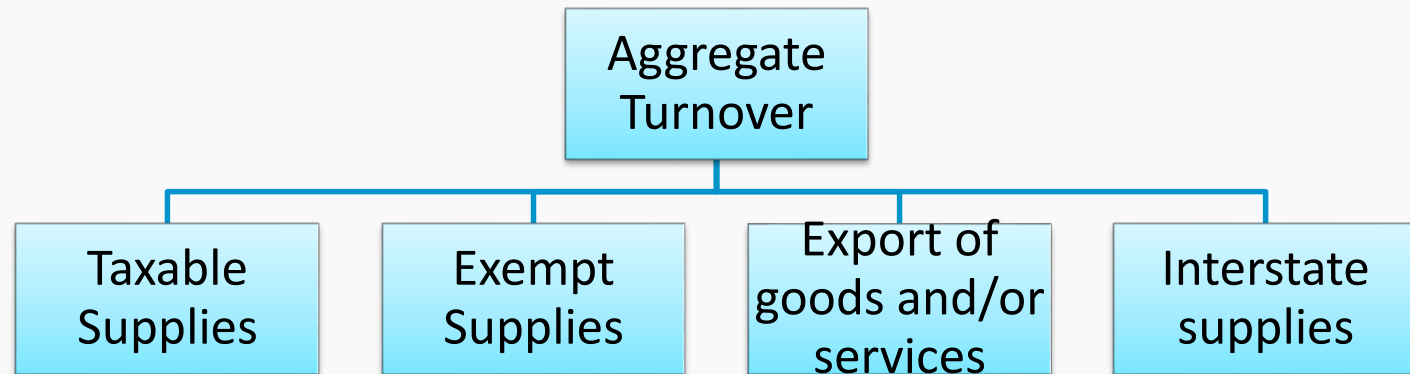 Aggregate
Turnover
Taxable
Supplies
Exempt
Supplies
Export of
goods and/or
services
Interstate
supplies